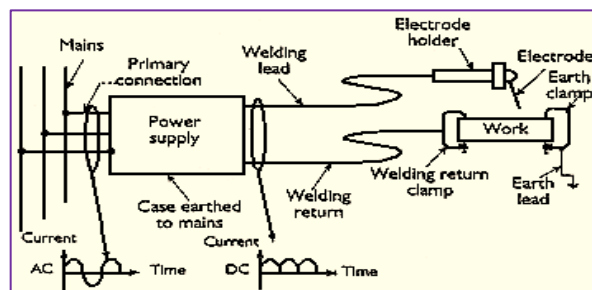 Mains
Primary
connection
Welding
lead
Electrode
holder
Electrode
Earth
clamp
Power
supply
Work
Case earthed
to mains
Welding
return
Welding return
clamp
Earth
lead
Current
AC
Time
Current
DC
Time